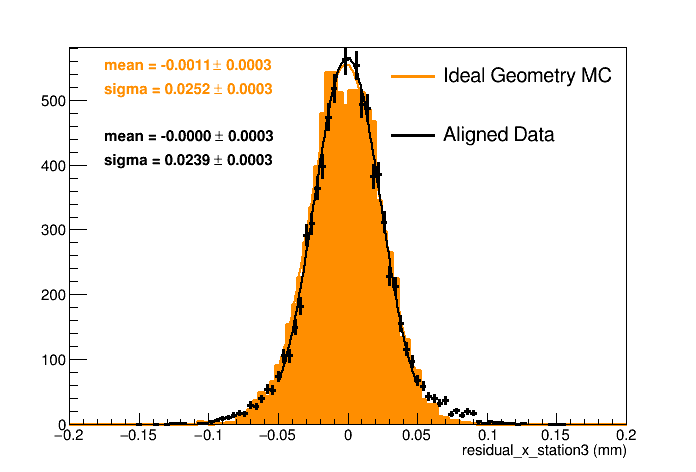 mean = -0.0011 ± 0.0003
sigma = 0.0252 ± 0.0003
mean = -0.0000 ± 0.0003
sigma = 0.0239 ± 0.0003
Ideal Geometry MC
Aligned Data
500
400
300
200
100
0
−0.2 −0.15 −0.1 −0.05 0 0.05 0.1 0.15 0.2
residual_x_station3 (mm)